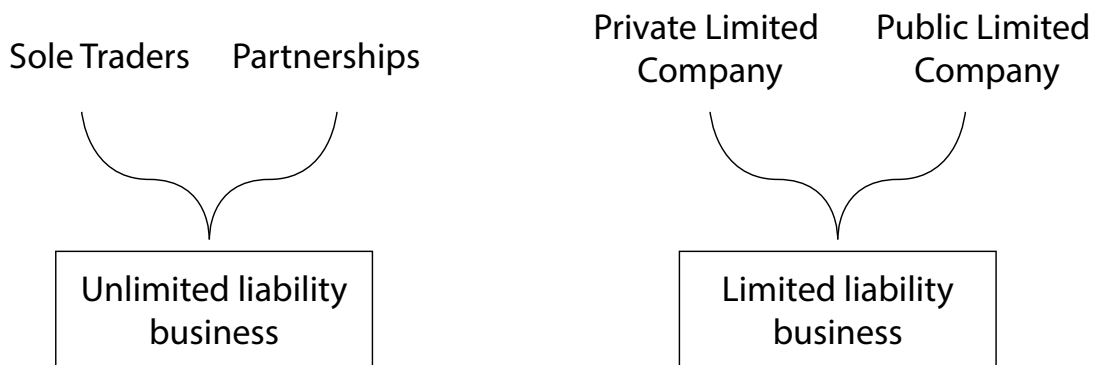 Sole Traders
Partnerships
Private Limited
Company
Public Limited
Company
Unlimited liability
business
Limited liability
business